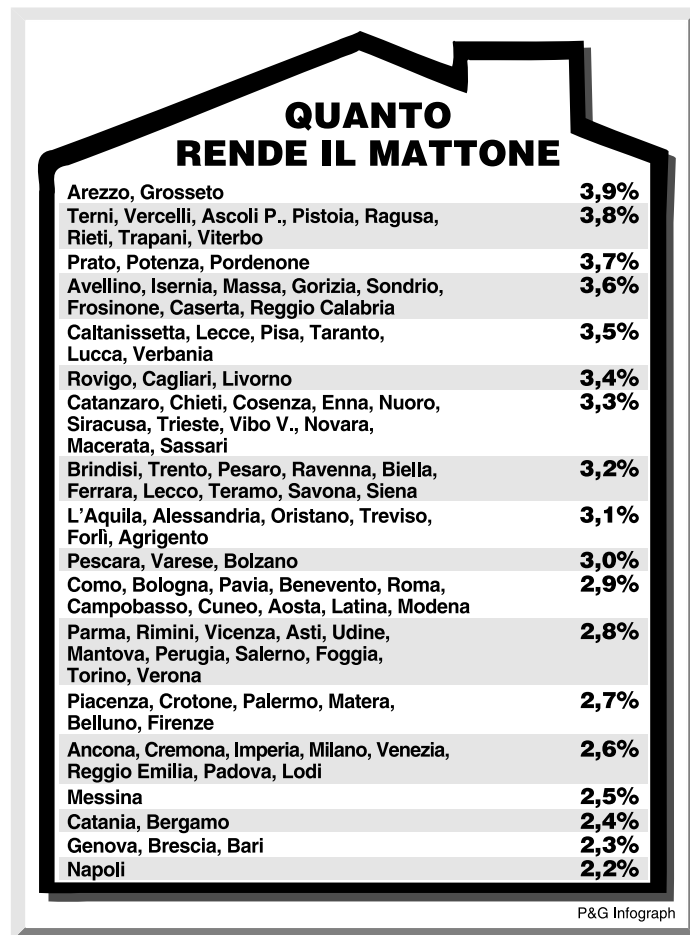 QUANTO
RENDE IL MATTONE
Arezzo, Grosseto 3,9%
Terni, Vercelli, Ascoli P., Pistoia, Ragusa, 3,8%
Rieti, Trapani, Viterbo
Prato, Potenza, Pordenone 3,7%
Avellino, Isernia, Massa, Gorizia, Sondrio, 3,6%
Frosinone, Caserta, Reggio Calabria
Caltanissetta, Lecce, Pisa, Taranto, 3,5%
Lucca, Verbania
Rovigo, Cagliari, Livorno 3,4%
Catanzaro, Chieti, Cosenza, Enna, Nuoro, 3,3%
Siracusa, Trieste, Vibo V., Novara,
Macerata, Sassari
Brindisi, Trento, Pesaro, Ravenna, Biella, 3,2%
Ferrara, Lecco, Teramo, Savona, Siena
L'Aquila, Alessandria, Oristano, Treviso, 3,1%
Forlì, Agrigento
Pescara, Varese, Bolzano 3,0%
Como, Bologna, Pavia, Benevento, Roma, 2,9%
Campobasso, Cuneo, Aosta, Latina, Modena
Parma, Rimini, Vicenza, Asti, Udine, 2,8%
Mantova, Perugia, Salerno, Foggia,
Torino, Verona
Piacenza, Crotone, Palermo, Matera, 2,7%
Belluno, Firenze
Ancona, Cremona, Imperia, Milano, Venezia, 2,6%
Reggio Emilia, Padova, Lodi
Messina 2,5%
Catania, Bergamo 2,4%
Genova, Brescia, Bari 2,3%
Napoli 2,2%
P&G Infograph